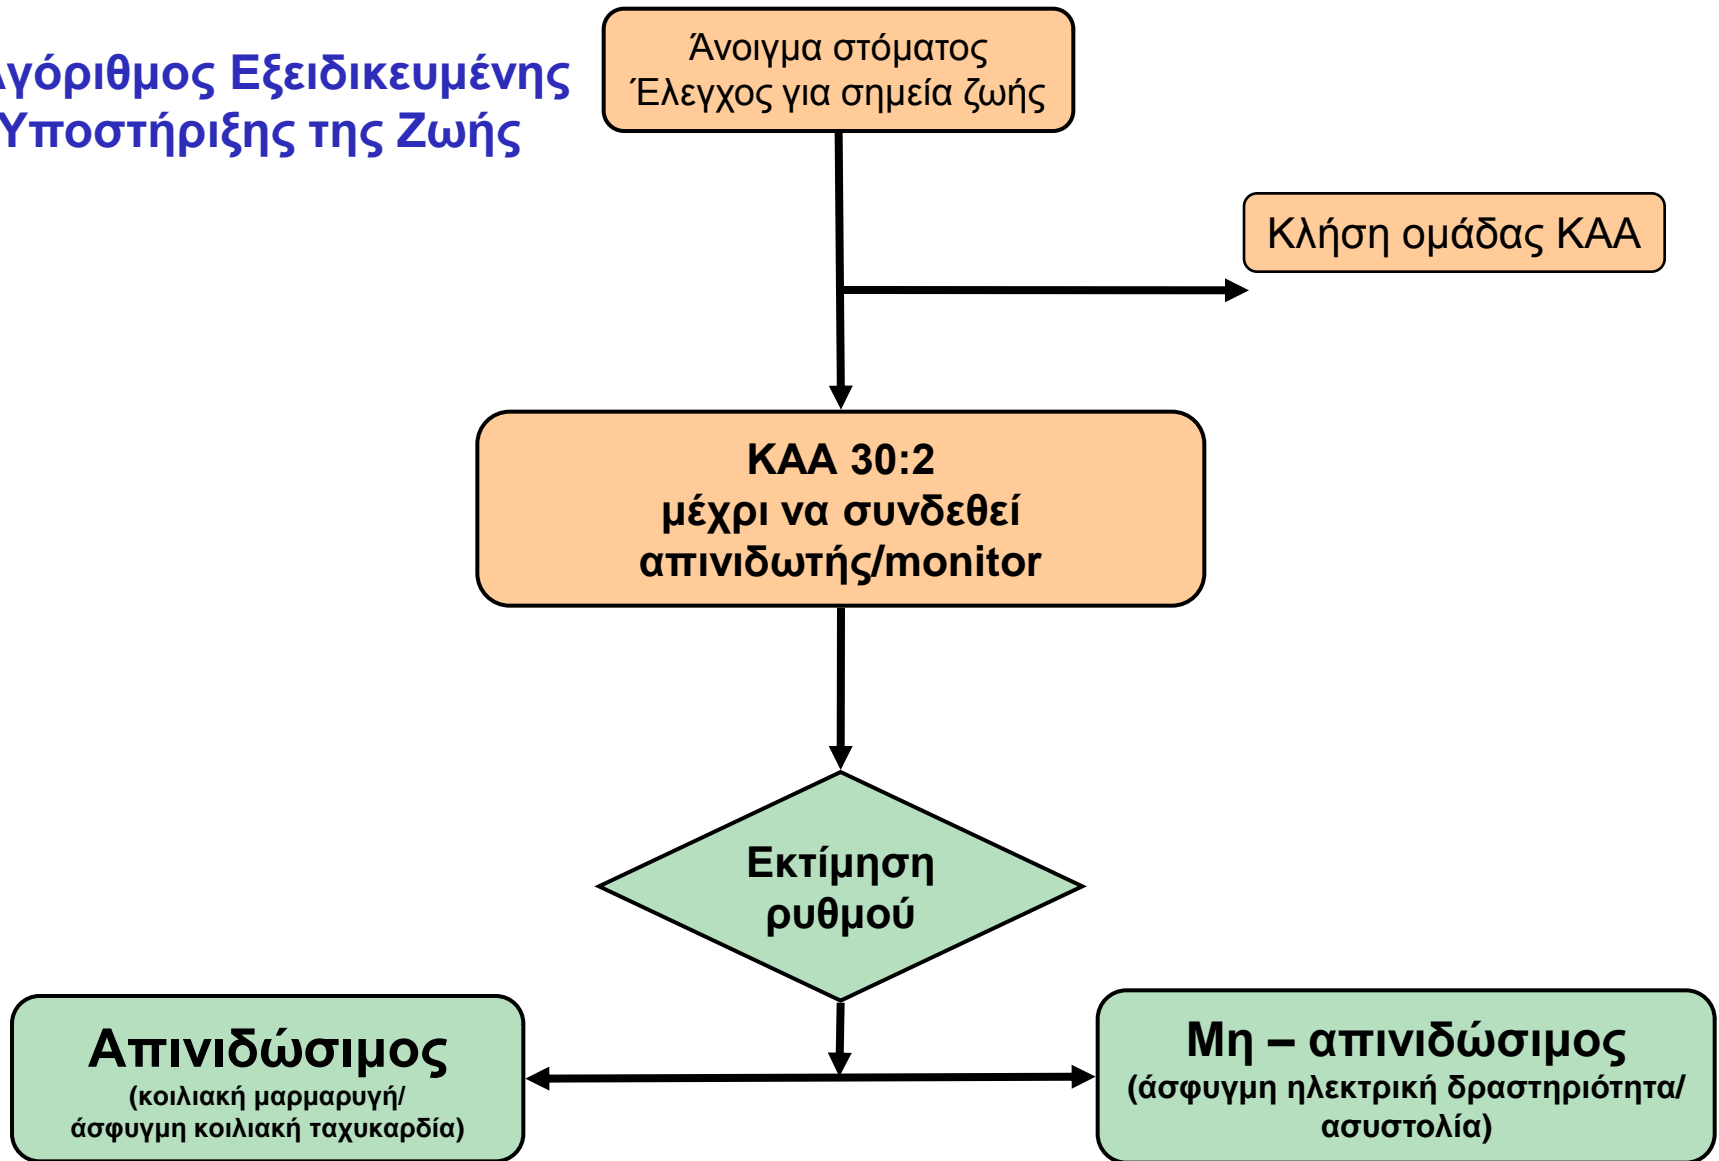 Εξειδικευμένης
Υποστήριξης της Ζωής
Άνοιγμα στόματος
Έλεγχος για σημεία ζωής
Κλήση ομάδας ΚΑΑ
ΚΑΑ 30:2
μέχρι να συνδεθεί
απινιδωτής/monitor
Εκτίμηση
ρυθμού
Απινιδώσιμος
(κοιλιακή μαρμαρυγή/
άσφυγμη κοιλιακή ταχυκαρδία)
Μη – απινιδώσιμος
(άσφυγμη ηλεκτρική δραστηριότητα/
ασυστολία)